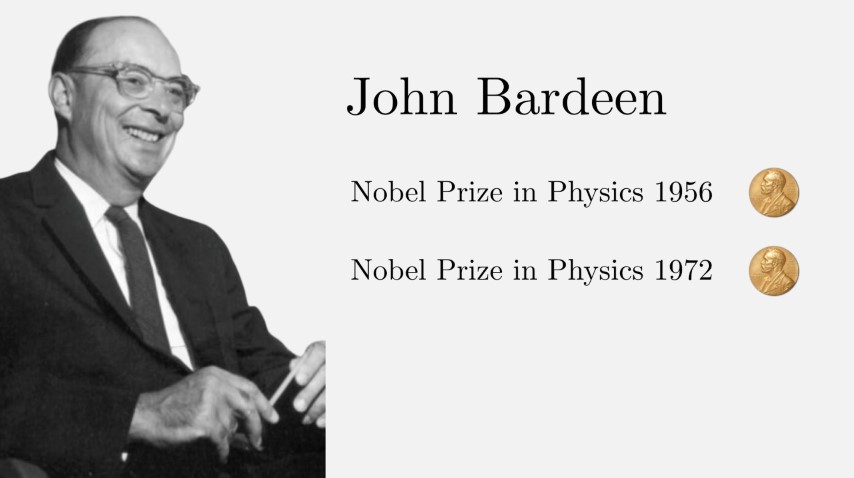 John Bardeen
Nobel Prize in Physics 1956
Nobel Prize in Physics 1972